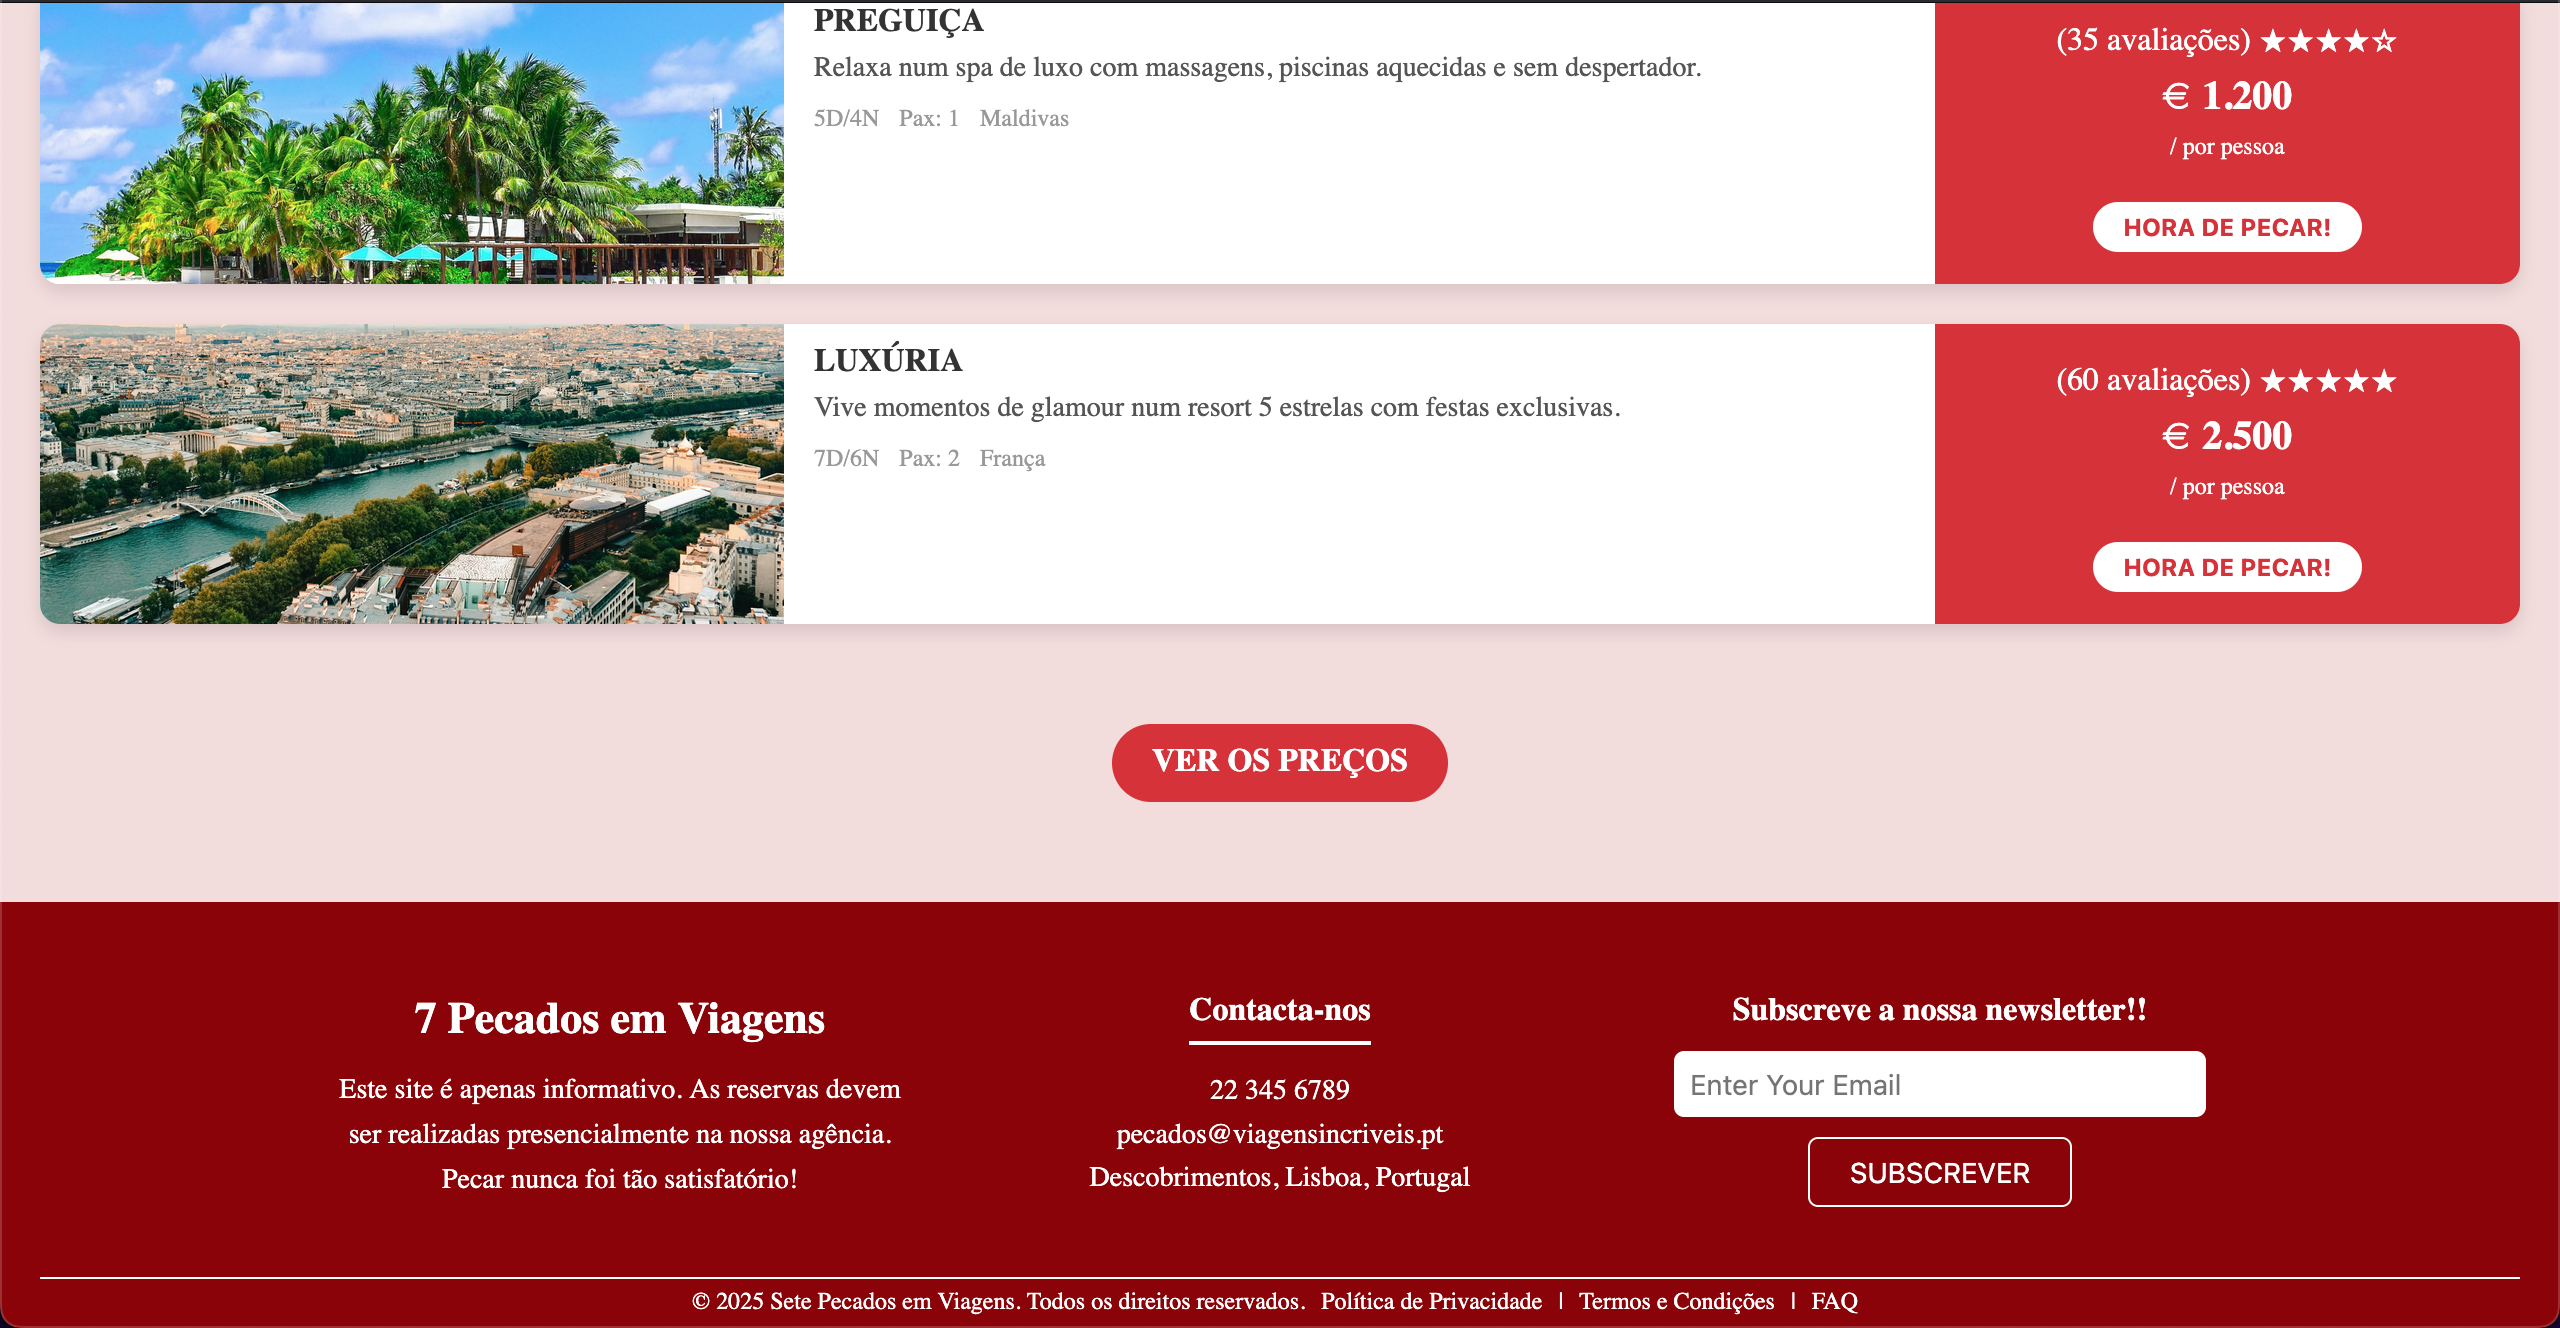 PREGUIÇA
Relaxa num spa de luxo com massagens, piscinas aquecidas e sem despertador.
5D/4N Pax: 1 Maldivas
(35 avaliações) ★★★★☆
€ 1.200
/ por pessoa
HORA DE PECAR!
LUXÚRIA
Vive momentos de glamour num resort 5 estrelas com festas exclusivas.
7D/6N Pax: 2 França
(60 avaliações) ★★★★★
€ 2.500
/ por pessoa
HORA DE PECAR!
VER OS PREÇOS
7 Pecados em Viagens
Este site é apenas informativo. As reservas devem
ser realizadas presencialmente na nossa agência.
Pecar nunca foi tão satisfatório!
Contacta-nos
22 345 6789
pecados@viagensincriveis.pt
Descobrimentos, Lisboa, Portugal
Subscreve a nossa newsletter!!
Enter Your Email
SUBSCREVER
© 2025 Sete Pecados em Viagens. Todos os direitos reservados. Política de Privacidade | Termos e Condições | FAQ